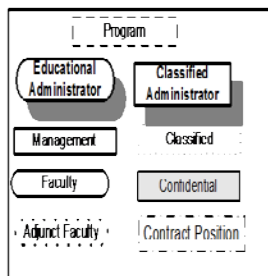 Program
Educational
Administrator
Classified
Administrator
Management
Classified
Faculty
Confidential
Adjunct Faculty
Contract Position